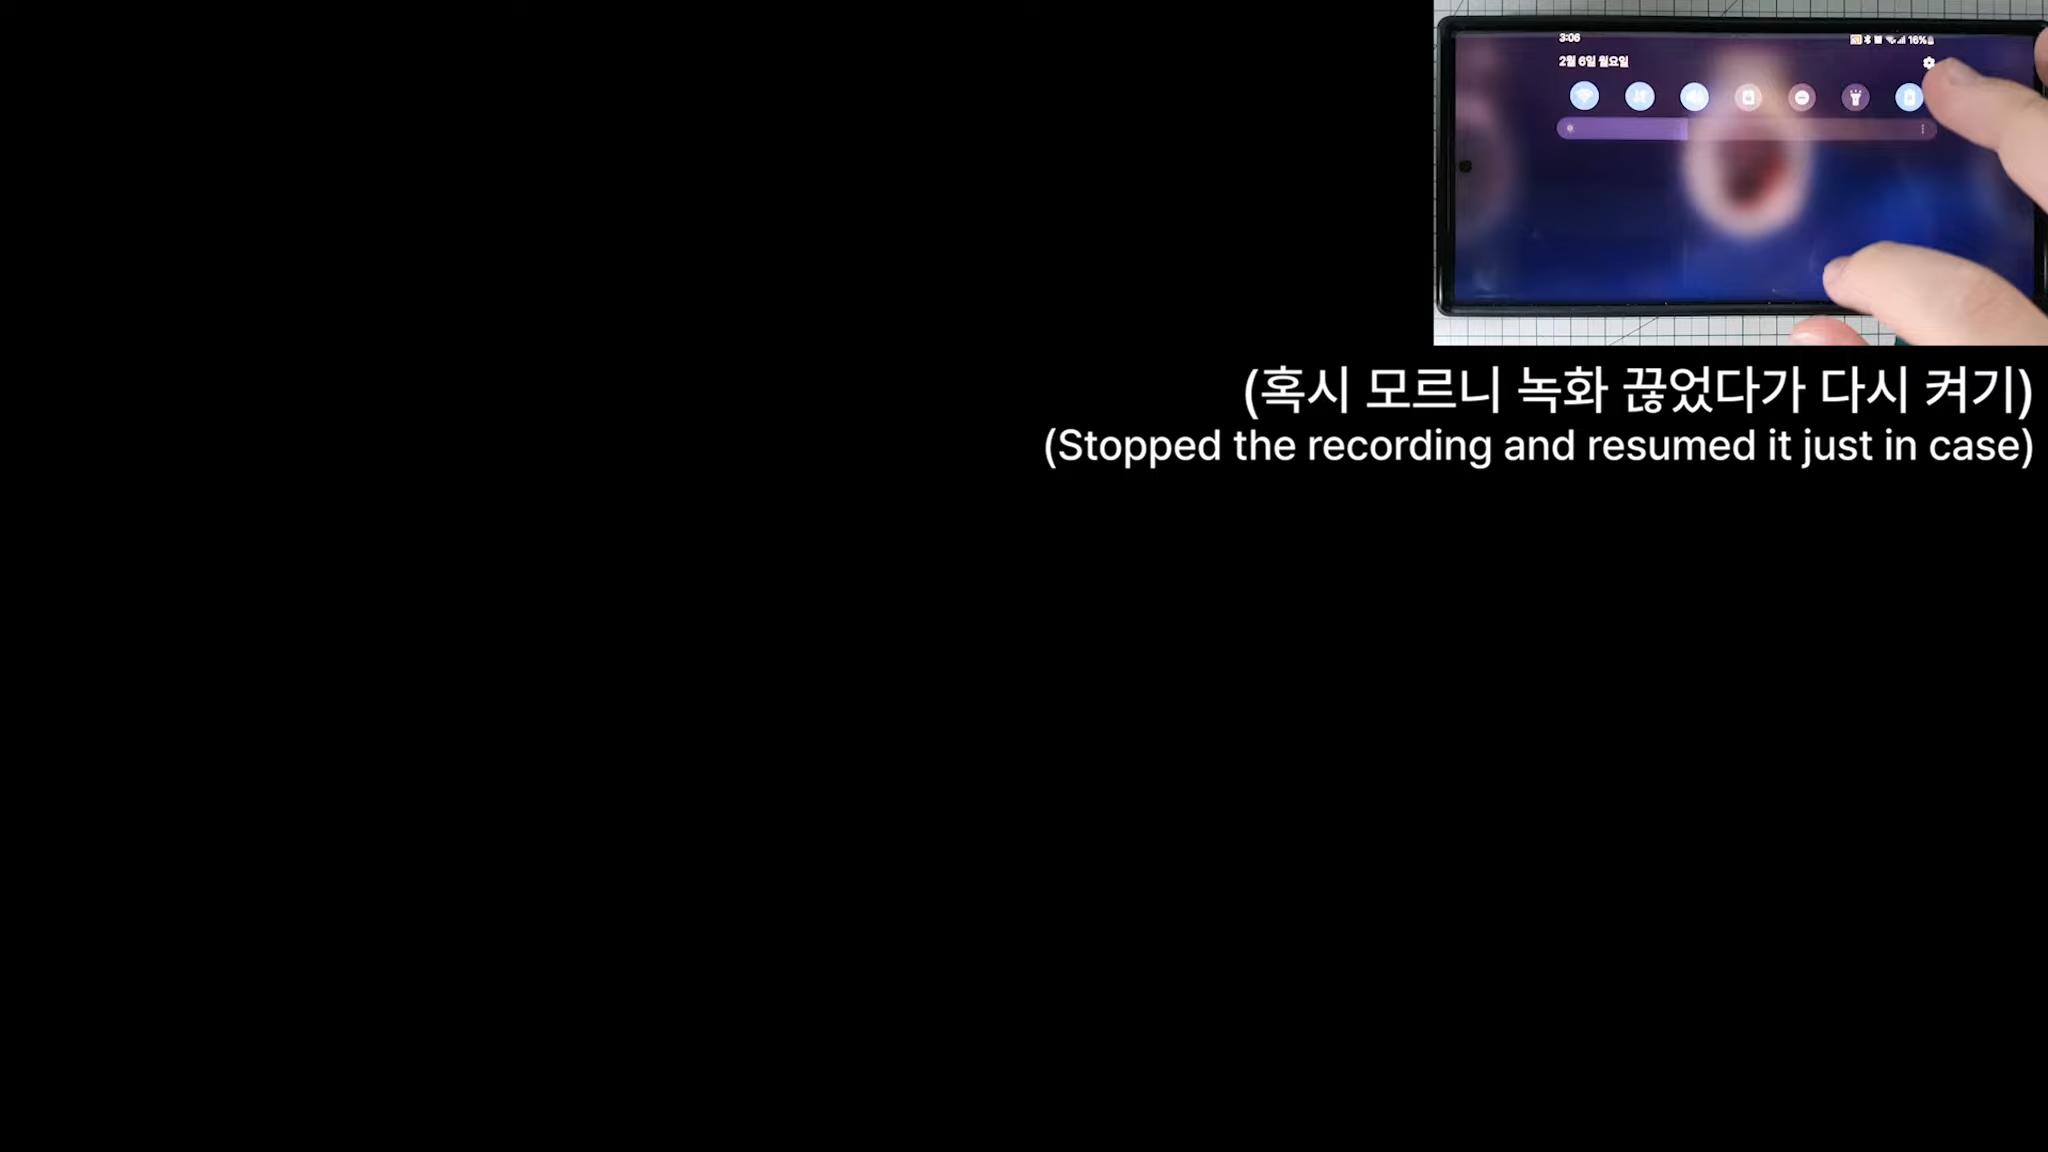 3:06
16%
2월 6일 월요일
(혹시 모르니 녹화 끊었다가 다시 켜기)
(Stopped the recording and resumed it just in case)